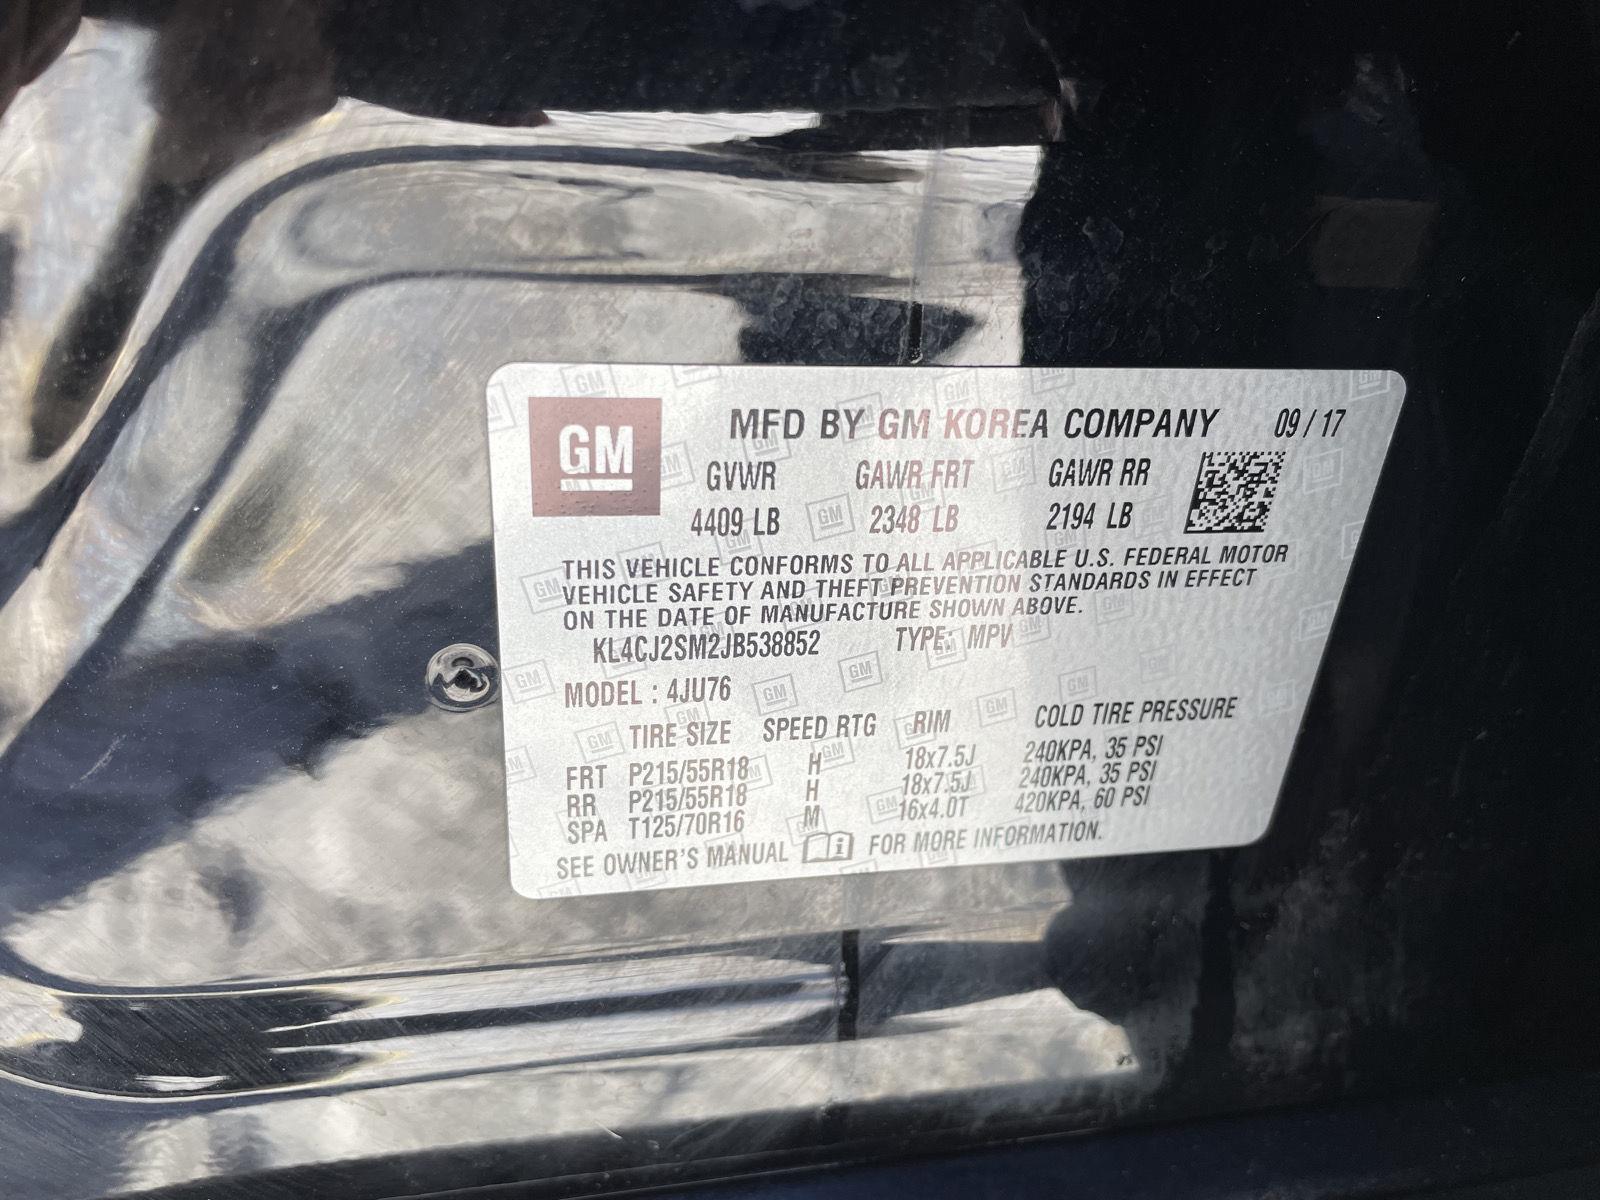 GM
MFD BY GM KOREA COMPANY 09/17
GVWR GAWR FRT GAWR RR
4409 LB 2348 LB 2194 LB
THIS VEHICLE CONFORMS TO ALL APPLICABLE U.S. FEDERAL MOTOR
VEHICLE SAFETY AND THEFT PREVENTION STANDARDS IN EFFECT
ON THE DATE OF MANUFACTURE SHOWN ABOVE.
KL4CJ2SM2JB538852 TYPE: MPV
MODEL : 4JU76
TIRE SIZE SPEED RTG RIM COLD TIRE PRESSURE
FRT P215/55R18 H 18x7.5J 240KPA, 35 PSI
RR P215/55R18 H 18x7.5J 240KPA, 35 PSI
SPA T125/70R16 M 16x4.0T 420KPA, 60 PSI
SEE OWNER'S MANUAL FOR MORE INFORMATION.